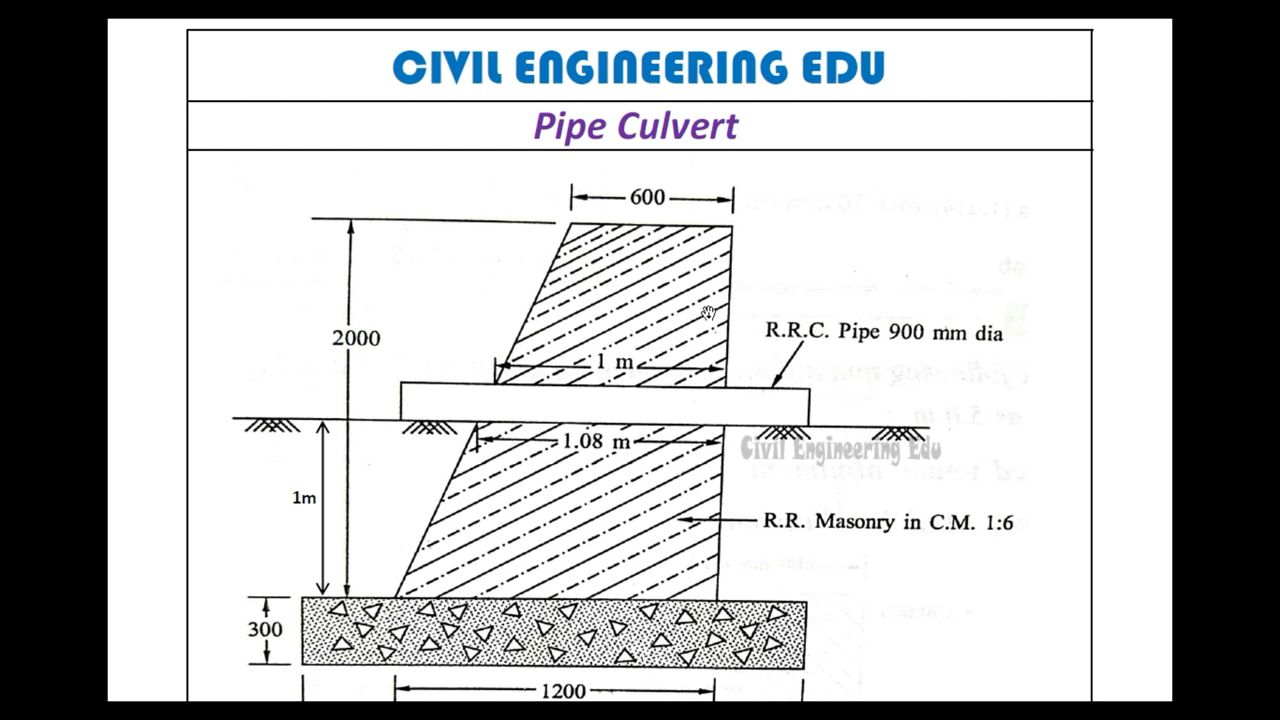 CIVIL ENGINEERING EDU
Pipe Culvert
600
2000
R.R.C. Pipe 900 mm dia
1 m
1.08 m
Civil Engineering Edu
1m
R.R. Masonry in C.M. 1:6
300
1200